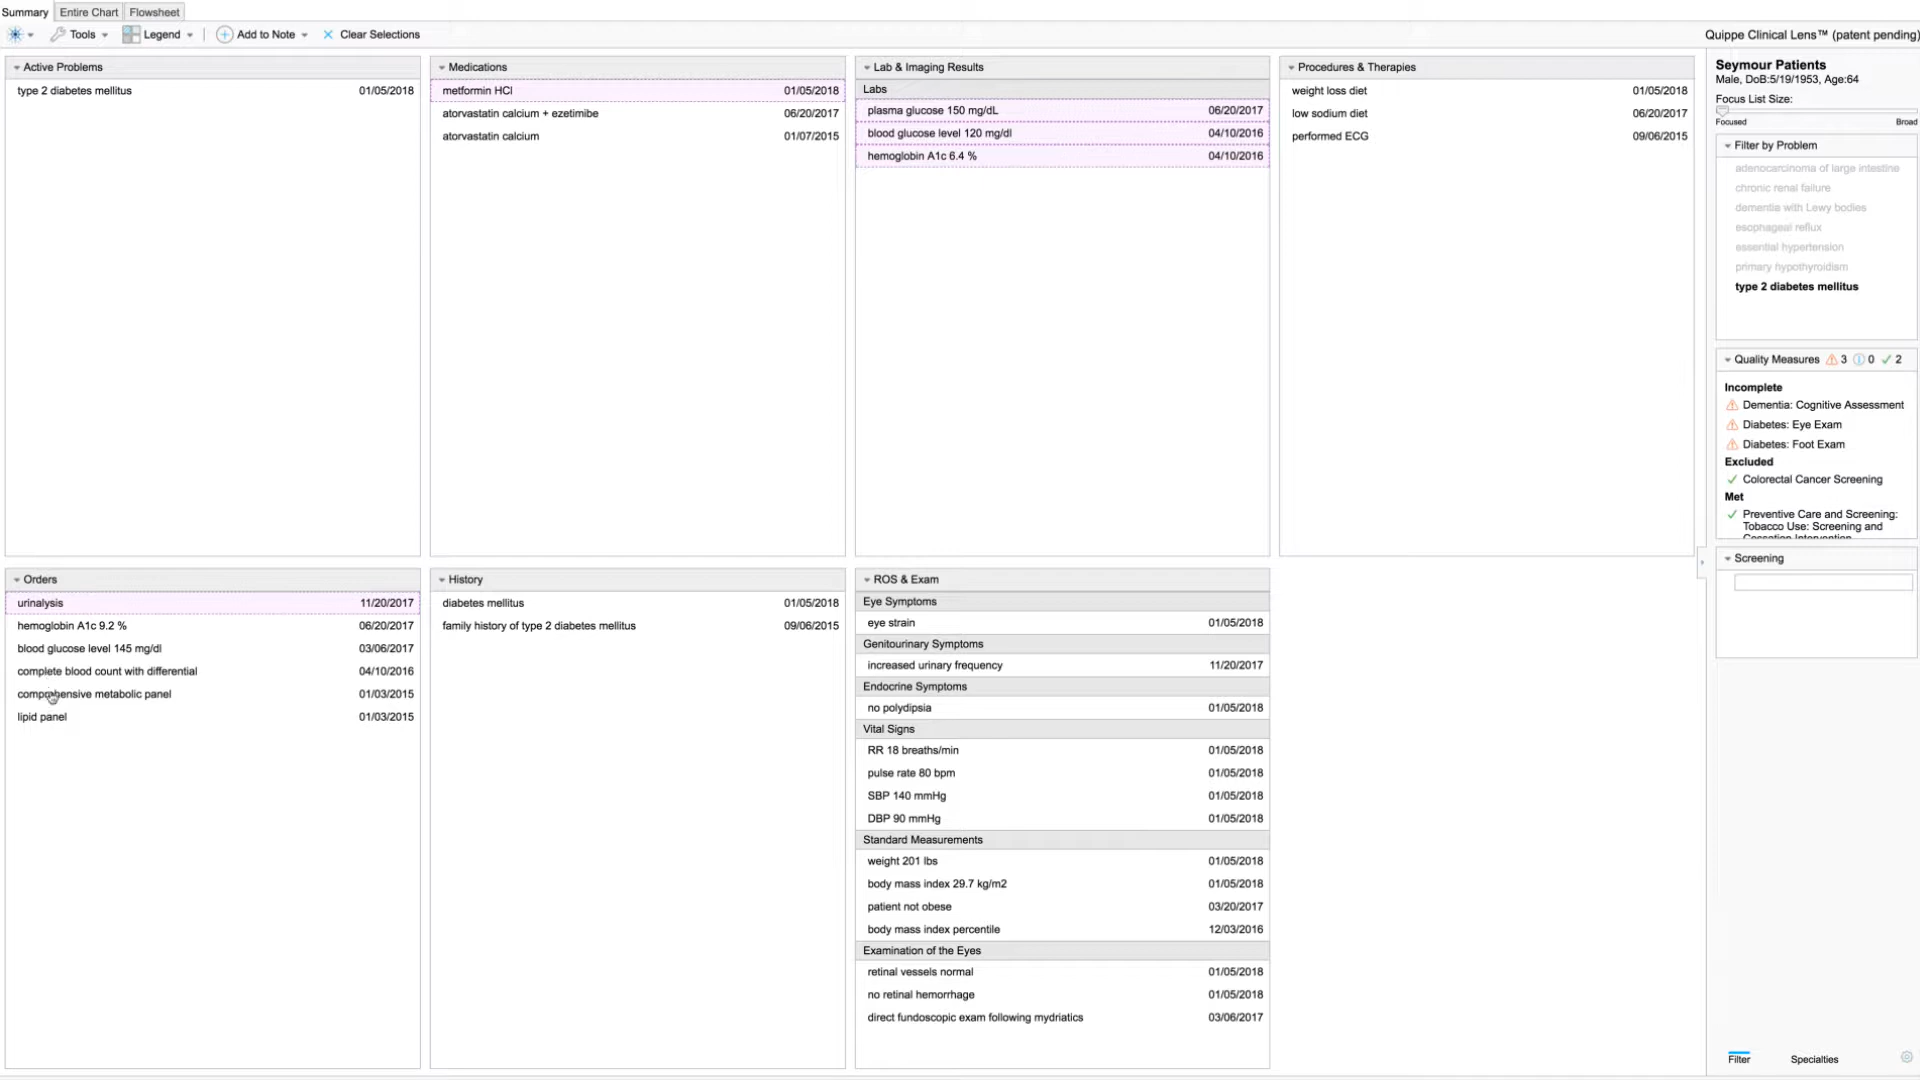 Summary Entire Chart Flowsheet
Tools Legend Add to Note Clear Selections Quippe Clinical Lens™ (patent pending)
Active Problems
type 2 diabetes mellitus 01/05/2018
Medications
metformin HCl 01/05/2018
atorvastatin calcium + ezetimibe 06/20/2017
atorvastatin calcium 01/07/2015
Lab & Imaging Results
Labs
plasma glucose 150 mg/dL 06/20/2017
blood glucose level 120 mg/dl 04/10/2016
hemoglobin A1c 6.4 % 04/10/2016
Procedures & Therapies
weight loss diet 01/05/2018
low sodium diet 06/20/2017
performed ECG 09/06/2015
Orders
urinalysis 11/20/2017
hemoglobin A1c 9.2 % 06/20/2017
blood glucose level 145 mg/dl 03/06/2017
complete blood count with differential 04/10/2016
comprehensive metabolic panel 01/03/2015
lipid panel 01/03/2015
History
diabetes mellitus 01/05/2018
family history of type 2 diabetes mellitus 09/06/2015
ROS & Exam
Eye Symptoms
eye strain 01/05/2018
Genitourinary Symptoms
increased urinary frequency 11/20/2017
Endocrine Symptoms
no polydipsia 01/05/2018
Vital Signs
RR 18 breaths/min 01/05/2018
pulse rate 80 bpm 01/05/2018
SBP 140 mmHg 01/05/2018
DBP 90 mmHg 01/05/2018
Standard Measurements
weight 201 lbs 01/05/2018
body mass index 29.7 kg/m2 01/05/2018
patient not obese 03/20/2017
body mass index percentile 12/03/2016
Examination of the Eyes
retinal vessels normal 01/05/2018
no retinal hemorrhage 01/05/2018
direct fundoscopic exam following mydriatics 03/06/2017
Seymour Patients
Male, DoB:5/19/1953, Age:64
Focus List Size:
Focused Broad
Filter by Problem
adenocarcinoma of large intestine
chronic renal failure
dementia with Lewy bodies
esophageal reflux
essential hypertension
primary hypothyroidism
type 2 diabetes mellitus
Quality Measures 3 0 2
Incomplete
Dementia: Cognitive Assessment
Diabetes: Eye Exam
Diabetes: Foot Exam
Excluded
Colorectal Cancer Screening
Met
Preventive Care and Screening:
Tobacco Use: Screening and
Cessation Intervention
Screening
Filter Specialties